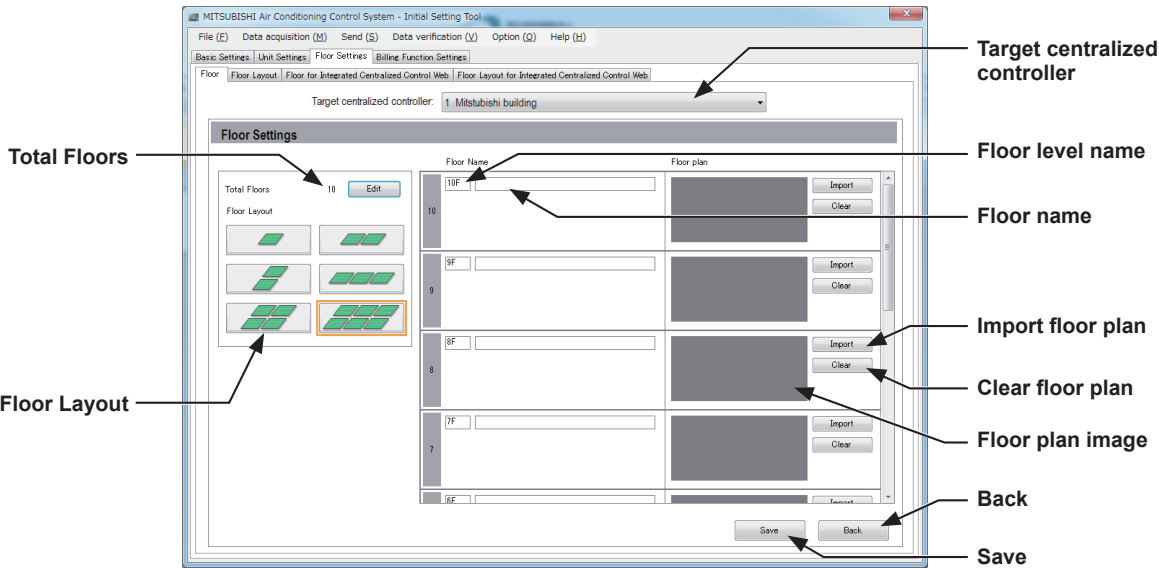 MITSUBISHI Air Conditioning Control System - Initial Setting Tool
File (F) Data acquisition (M) Send (S) Data verification (V) Option (O) Help (H)
Basic Settings Unit Settings Floor Settings Billing Function Settings
Floor Floor Layout Floor for Integrated Centralized Control Web Floor Layout for Integrated Centralized Control Web
Target centralized controller: 1 Mitstubishi building
Target centralized
controller
Floor Settings
Total Floors
Floor Name Floor plan
Floor level name
Total Floors 10 Edit
10F Import
Clear
10
Floor name
Floor Layout
9F Import
Clear
9
8F Import
Import floor plan
Clear
8
Clear floor plan
Floor Layout
7F Import
Clear
7
Floor plan image
6F Import
Back
Save Back
Save